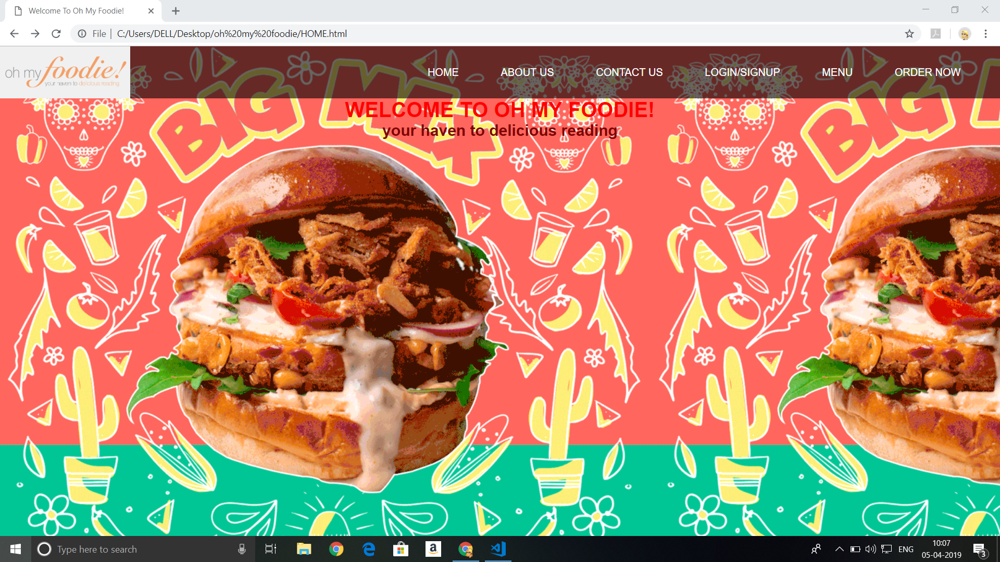 Welcome To Oh My Foodie!
File
C:/Users/DELL/Desktop/oh%20my%20foodie/HOME.html
oh my foodie!
your haven to delicious reading
HOME
ABOUT US
CONTACT US
LOGIN/SIGNUP
MENU
ORDER NOW
BIG
BIG
WELCOME TO OH MY FOODIE!
your haven to delicious reading
Type here to search
ENG
10:07
05-04-2019
3